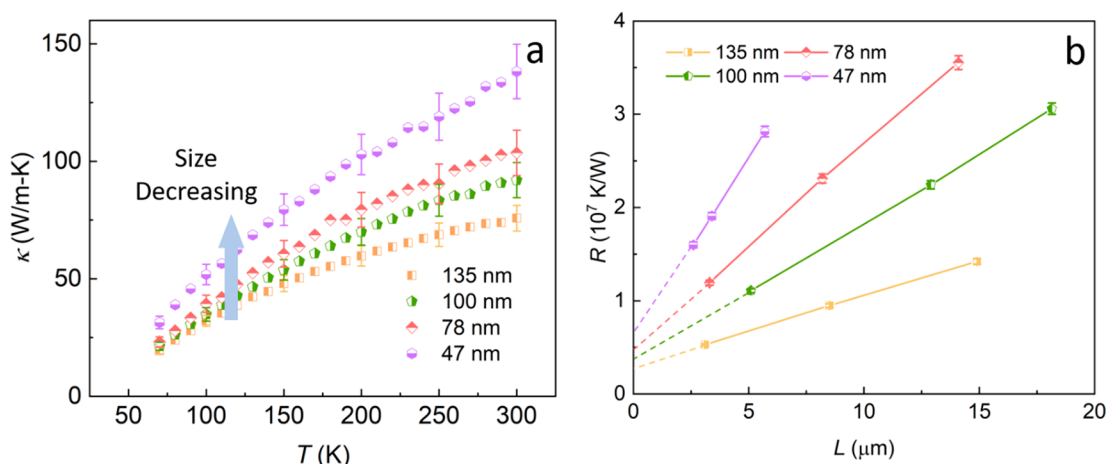 a
150
100
50
0
κ (W/m-K)
Size
Decreasing
135 nm
100 nm
78 nm
47 nm
50 100 150 200 250 300
T (K)
b
135 nm 78 nm
100 nm 47 nm
4
3
2
1
0
R (10⁷ K/W)
0 5 10 15 20
L (μm)